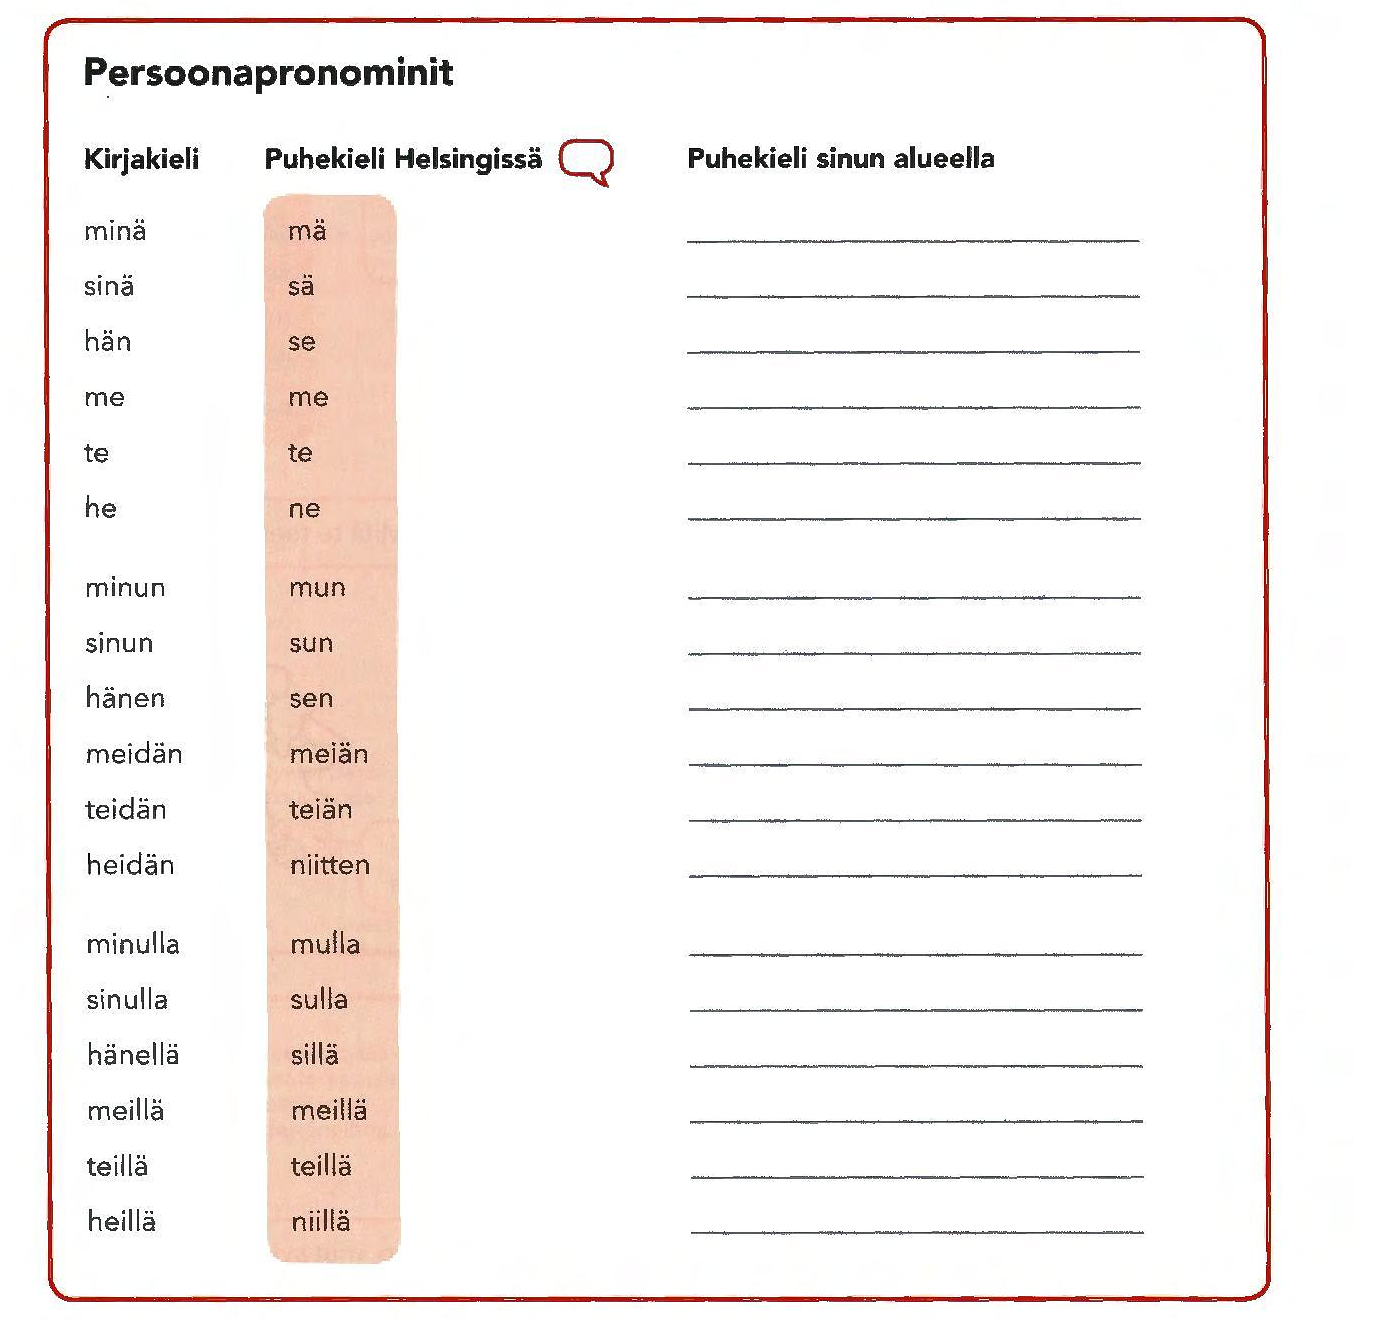 Persoonapronominit
Kirjakieli Puhekieli Helsingissä Puhekieli sinun alueella
minä mä
sinä sä
hän se
me me
te te
he ne
minun mun
sinun sun
hänen sen
meidän meiän
teidän teiän
heidän niitten
minulla mulla
sinulla sulla
hänellä sillä
meillä meillä
teillä teillä
heillä niillä